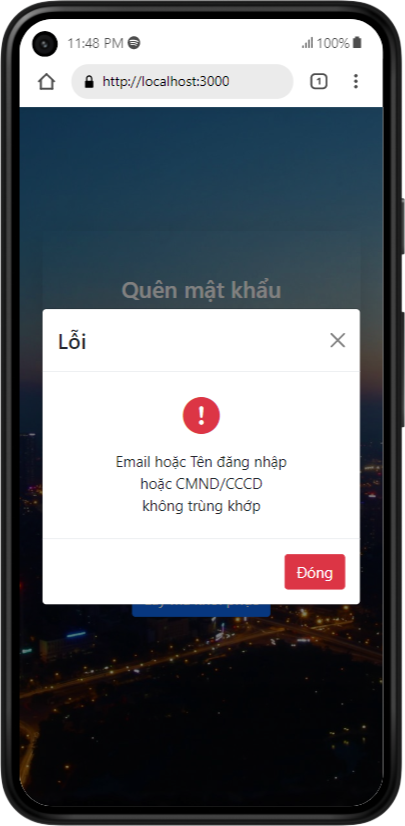 11:48 PM
100%
http://localhost:3000
1
Quên mật khẩu
Lỗi
Email hoặc Tên đăng nhập
hoặc CMND/CCCD
không trùng khớp
Đóng